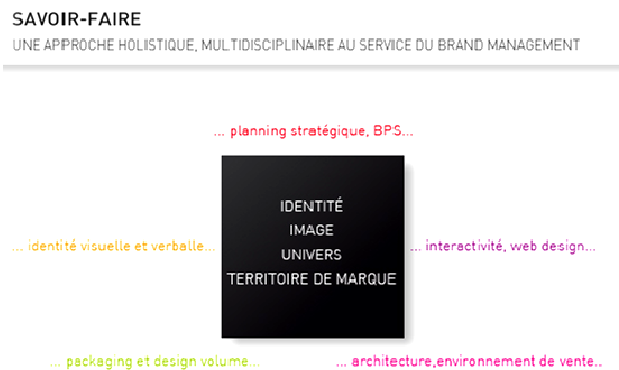 SAVOIR-FAIRE
UNE APPROCHE HOLISTIQUE, MULTIDISCIPLINAIRE AU SERVICE DU BRAND MANAGEMENT
... planning stratégique, BPS...
IDENTITÉ
IMAGE
UNIVERS
TERRITOIRE DE MARQUE
... identité visuelle et verballe...
... interactivité, web design...
... packaging et design volume...
... architecture,environnement de vente..